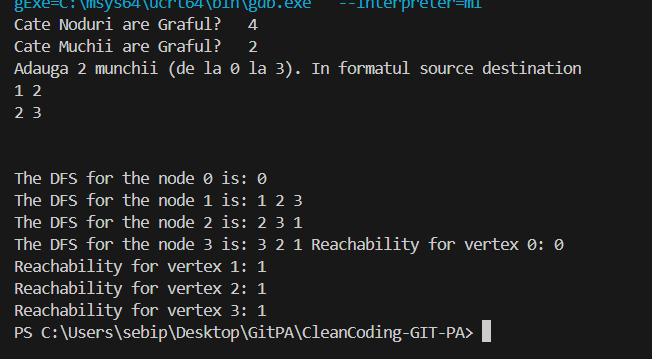 gExe=C:\msys64\ucrt64\bin\gdb.exe --interpreter=mi
Cate Noduri are Graful? 4
Cate Muchii are Graful? 2
Adauga 2 munchii (de la 0 la 3). In formatul source destination
1 2
2 3
The DFS for the node 0 is: 0
The DFS for the node 1 is: 1 2 3
The DFS for the node 2 is: 2 3 1
The DFS for the node 3 is: 3 2 1 Reachability for vertex 0: 0
Reachability for vertex 1: 1
Reachability for vertex 2: 1
Reachability for vertex 3: 1
PS C:\Users\sebip\Desktop\GitPA\CleanCoding-GIT-PA>